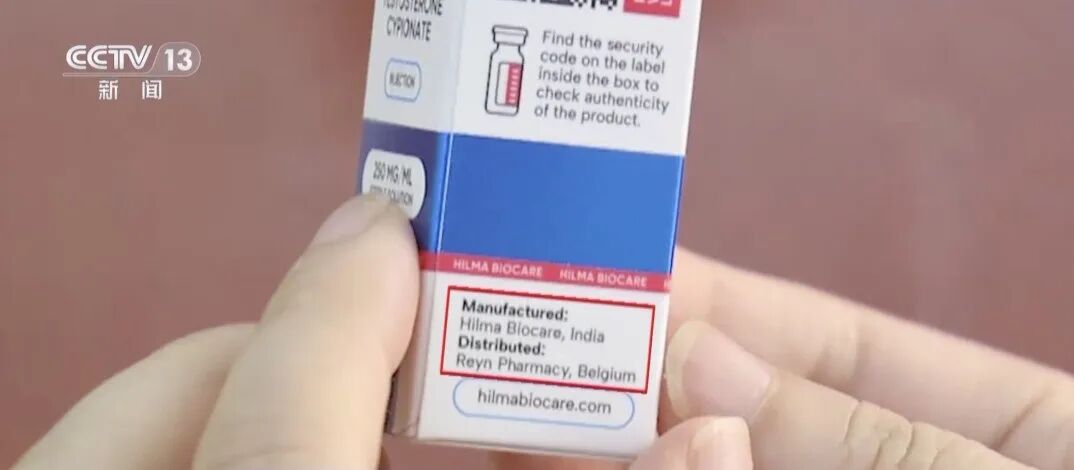 CCTV 13
新闻
TESTOSTERONE
CYPIONATE
INJECTION
250 MG/ML
SOLUTION
Find the security
code on the label
inside the box to
check authenticity
of the product.
HILMA BIOCARE HILMA BIOCARE
Manufactured:
Hilma Biocare, India
Distributed:
Reyn Pharmacy, Belgium
hilmabiocare.com